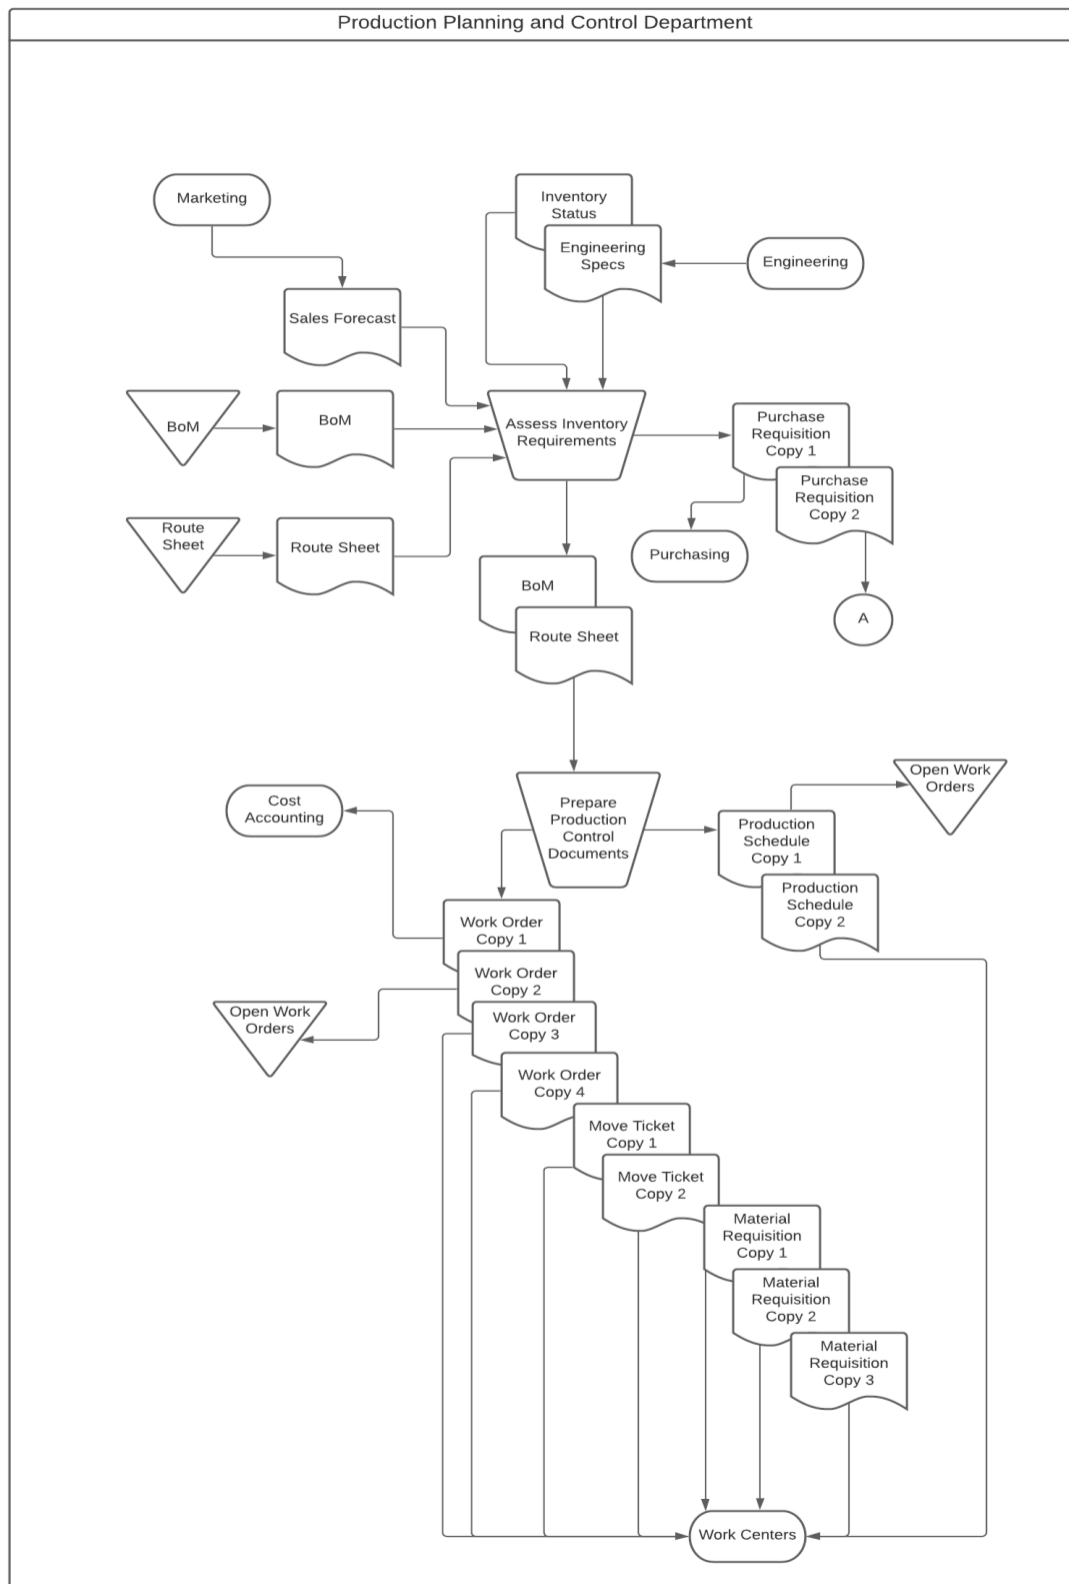 Production Planning and Control Department
Marketing
Inventory
Status
Engineering
Specs
Engineering
Sales Forecast
BoM
BoM
Assess Inventory
Requirements
Purchase
Requisition
Copy 1
Purchase
Requisition
Copy 2
Route
Sheet
Route Sheet
Purchasing
BoM
Route Sheet
A
Open Work
Orders
Cost
Accounting
Prepare
Production
Control
Documents
Production
Schedule
Copy 1
Production
Schedule
Copy 2
Work Order
Copy 1
Work Order
Copy 2
Open Work
Orders
Work Order
Copy 3
Work Order
Copy 4
Move Ticket
Copy 1
Move Ticket
Copy 2
Material
Requisition
Copy 1
Material
Requisition
Copy 2
Material
Requisition
Copy 3
Work Centers